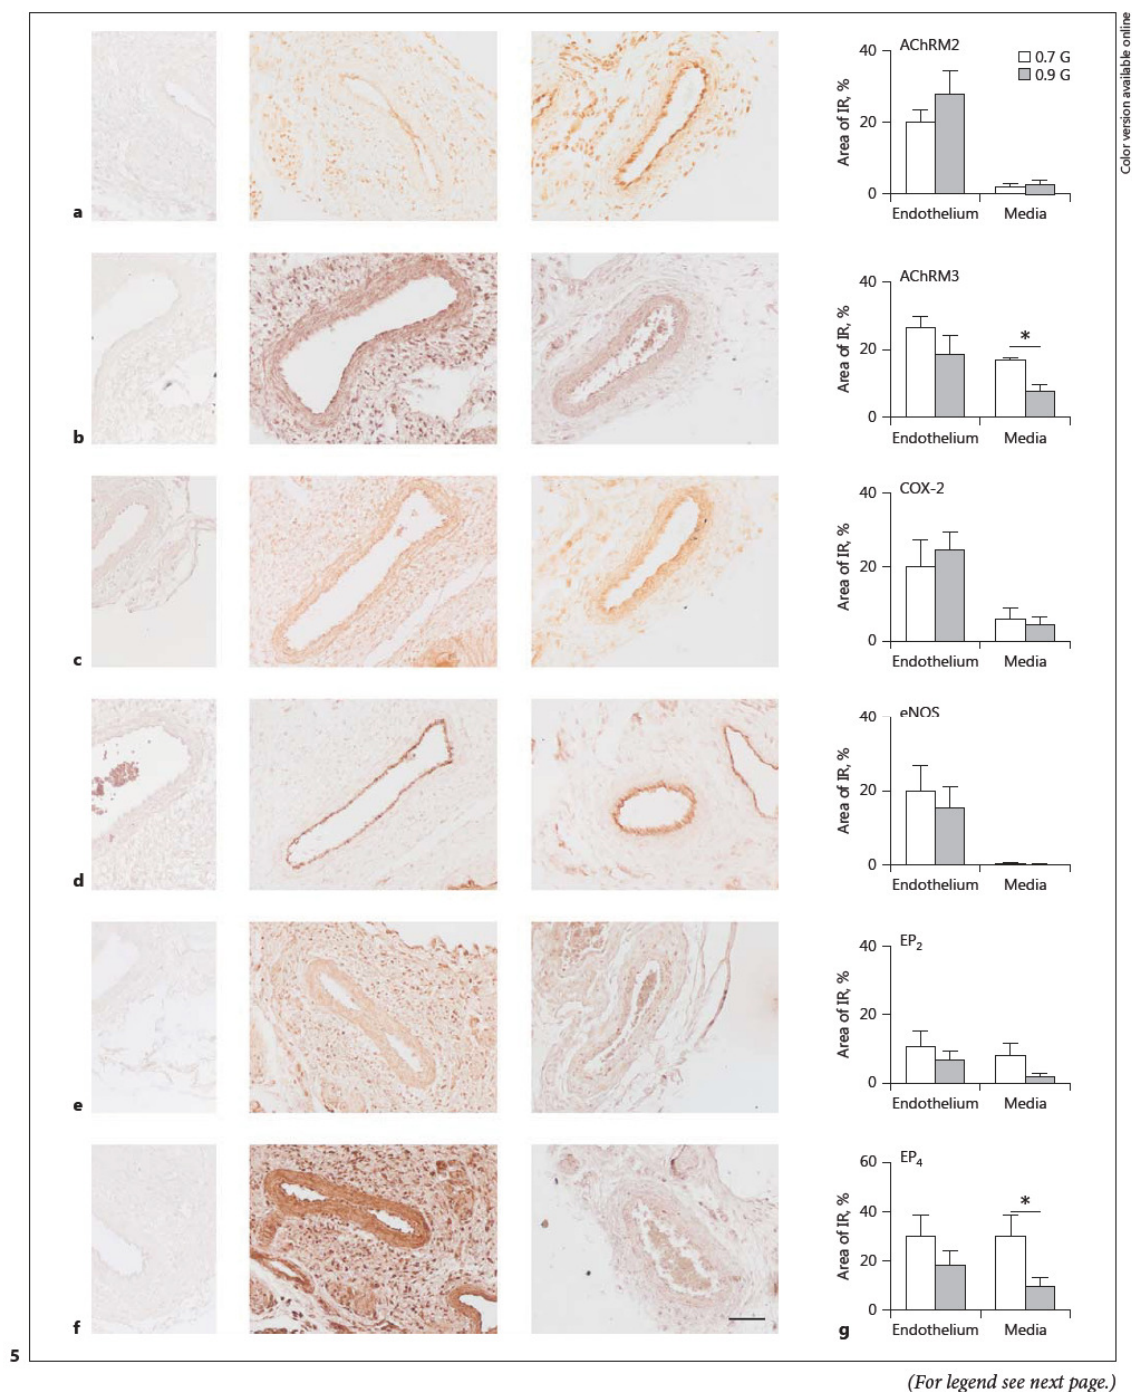 Color version available online
AChRM2
0.7 G
0.9 G
Area of IR, %
40
20
0
Endothelium Media
a
AChRM3
Area of IR, %
40
20
0
*
Endothelium Media
b
COX-2
Area of IR, %
40
20
0
Endothelium Media
c
eNOS
Area of IR, %
40
20
0
Endothelium Media
d
EP2
Area of IR, %
40
20
0
Endothelium Media
e
EP4
Area of IR, %
60
40
20
0
*
Endothelium Media
f
g
5
(For legend see next page.)